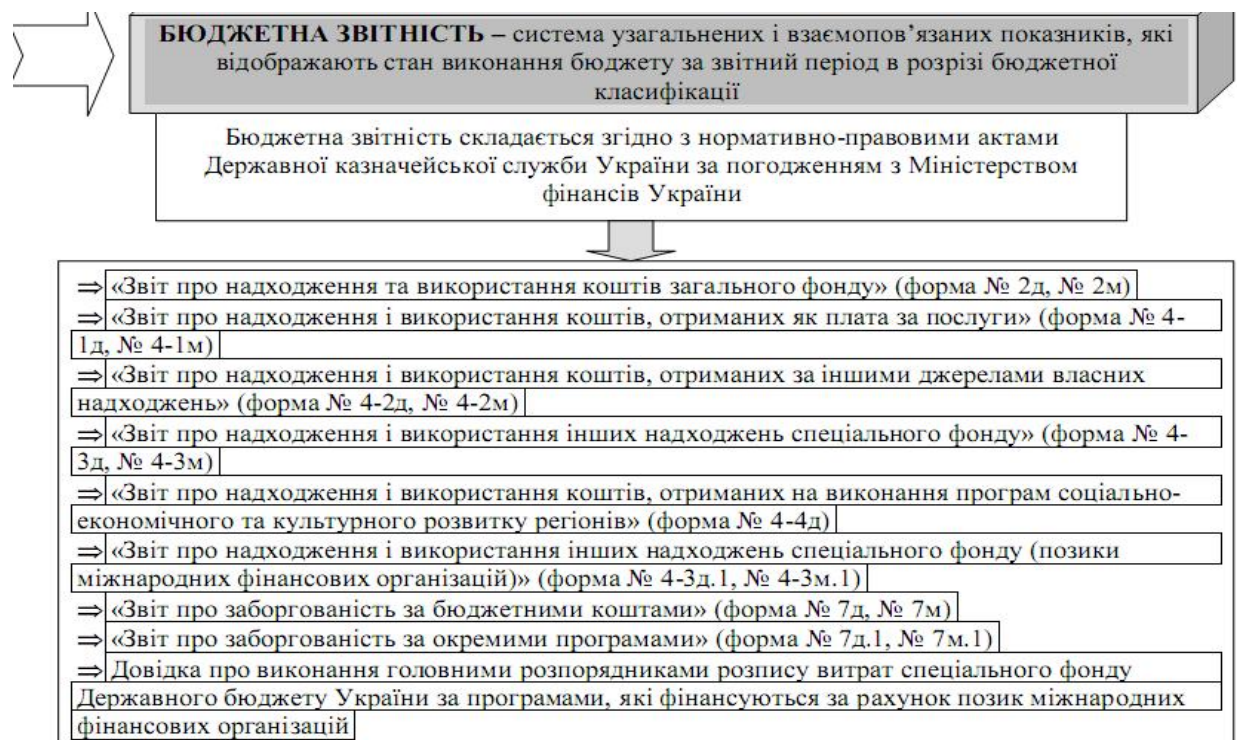 БЮДЖЕТНА ЗВІТНІСТЬ – система узагальнених і взаємопов’язаних показників, які
відображають стан виконання бюджету за звітний період в розрізі бюджетної
класифікації
Бюджетна звітність складається згідно з нормативно-правовими актами
Державної казначейської служби України за погодженням з Міністерством
фінансів України
⇒ «Звіт про надходження та використання коштів загального фонду» (форма № 2д, № 2м)
⇒ «Звіт про надходження і використання коштів, отриманих як плата за послуги» (форма № 4-
1д, № 4-1м)
⇒ «Звіт про надходження і використання коштів, отриманих за іншими джерелами власних
надходжень» (форма № 4-2д, № 4-2м)
⇒ «Звіт про надходження і використання інших надходжень спеціального фонду» (форма № 4-
3д, № 4-3м)
⇒ «Звіт про надходження і використання коштів, отриманих на виконання програм соціально-
економічного та культурного розвитку регіонів» (форма № 4-4д)
⇒ «Звіт про надходження і використання інших надходжень спеціального фонду (позики
міжнародних фінансових організацій)» (форма № 4-3д.1, № 4-3м.1)
⇒ «Звіт про заборгованість за бюджетними коштами» (форма № 7д, № 7м)
⇒ «Звіт про заборгованість за окремими програмами» (форма № 7д.1, № 7м.1)
⇒ Довідка про виконання головними розпорядниками розпису витрат спеціального фонду
Державного бюджету України за програмами, які фінансуються за рахунок позик міжнародних
фінансових організацій